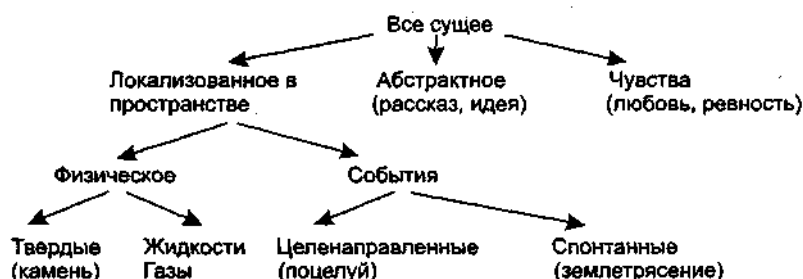 Все сущее
Локализованное в
пространстве
Абстрактное
(рассказ, идея)
Чувства
(любовь, ревность)
Физическое
События
Твердые
(камень)
Жидкости
Газы
Целенаправленные
(поцелуй)
Спонтанные
(землетрясение)